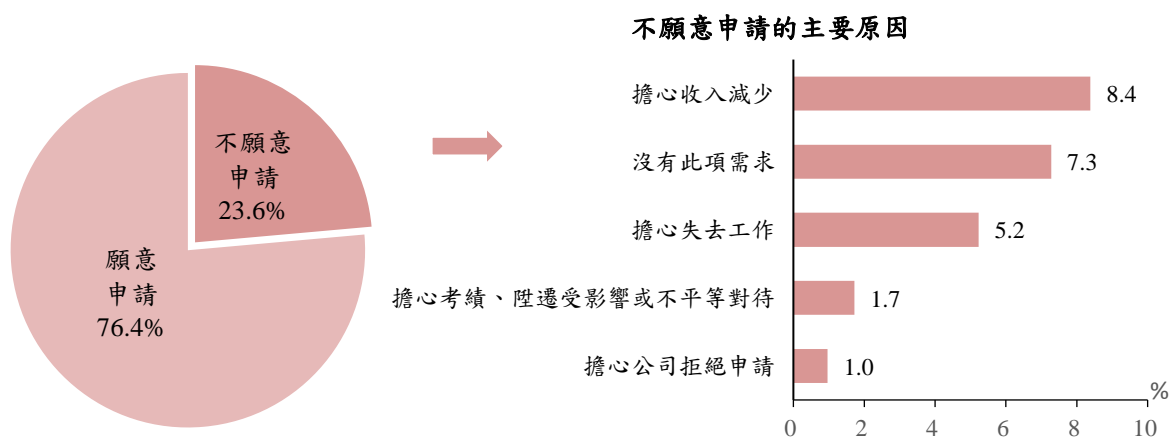 不願意申請的主要原因
不願意
申請
23.6%
願意
申請
76.4%
擔心收入減少
8.4
沒有此項需求
7.3
擔心失去工作
5.2
擔心考績、陞遷受影響或不平等對待
1.7
擔心公司拒絕申請
1.0
%
0 2 4 6 8 10